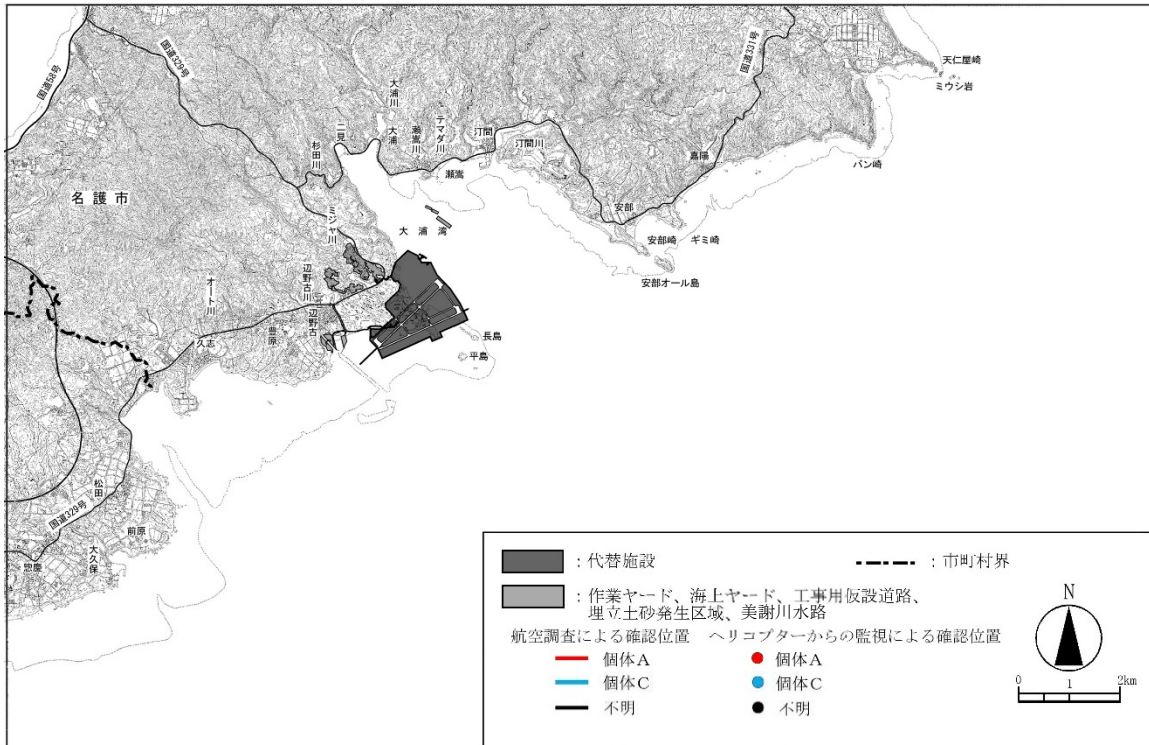 国道58号
国道329号
大浦川
二見
大浦
瀬嵩川
テマダ川
汀間
汀間川
杉田川
瀬嵩
国道331号
天仁屋崎
ミウシ岩
バン崎
嘉陽
安部
安部崎
ギミ崎
安部オール島
名護市
ミジャ川
大浦湾
辺野古川
辺野古
オート川
豊原
久志
長島
平島
松田
国道329号
前原
大久保
惣慶
:代替施設
:市町村界
:作業ヤード、海上ヤード、工事用仮設道路、
埋立土砂発生区域、美謝川水路
航空調査による確認位置 ヘリコプターからの監視による確認位置
個体A
個体A
個体C
個体C
不明
不明
N
0 1 2km